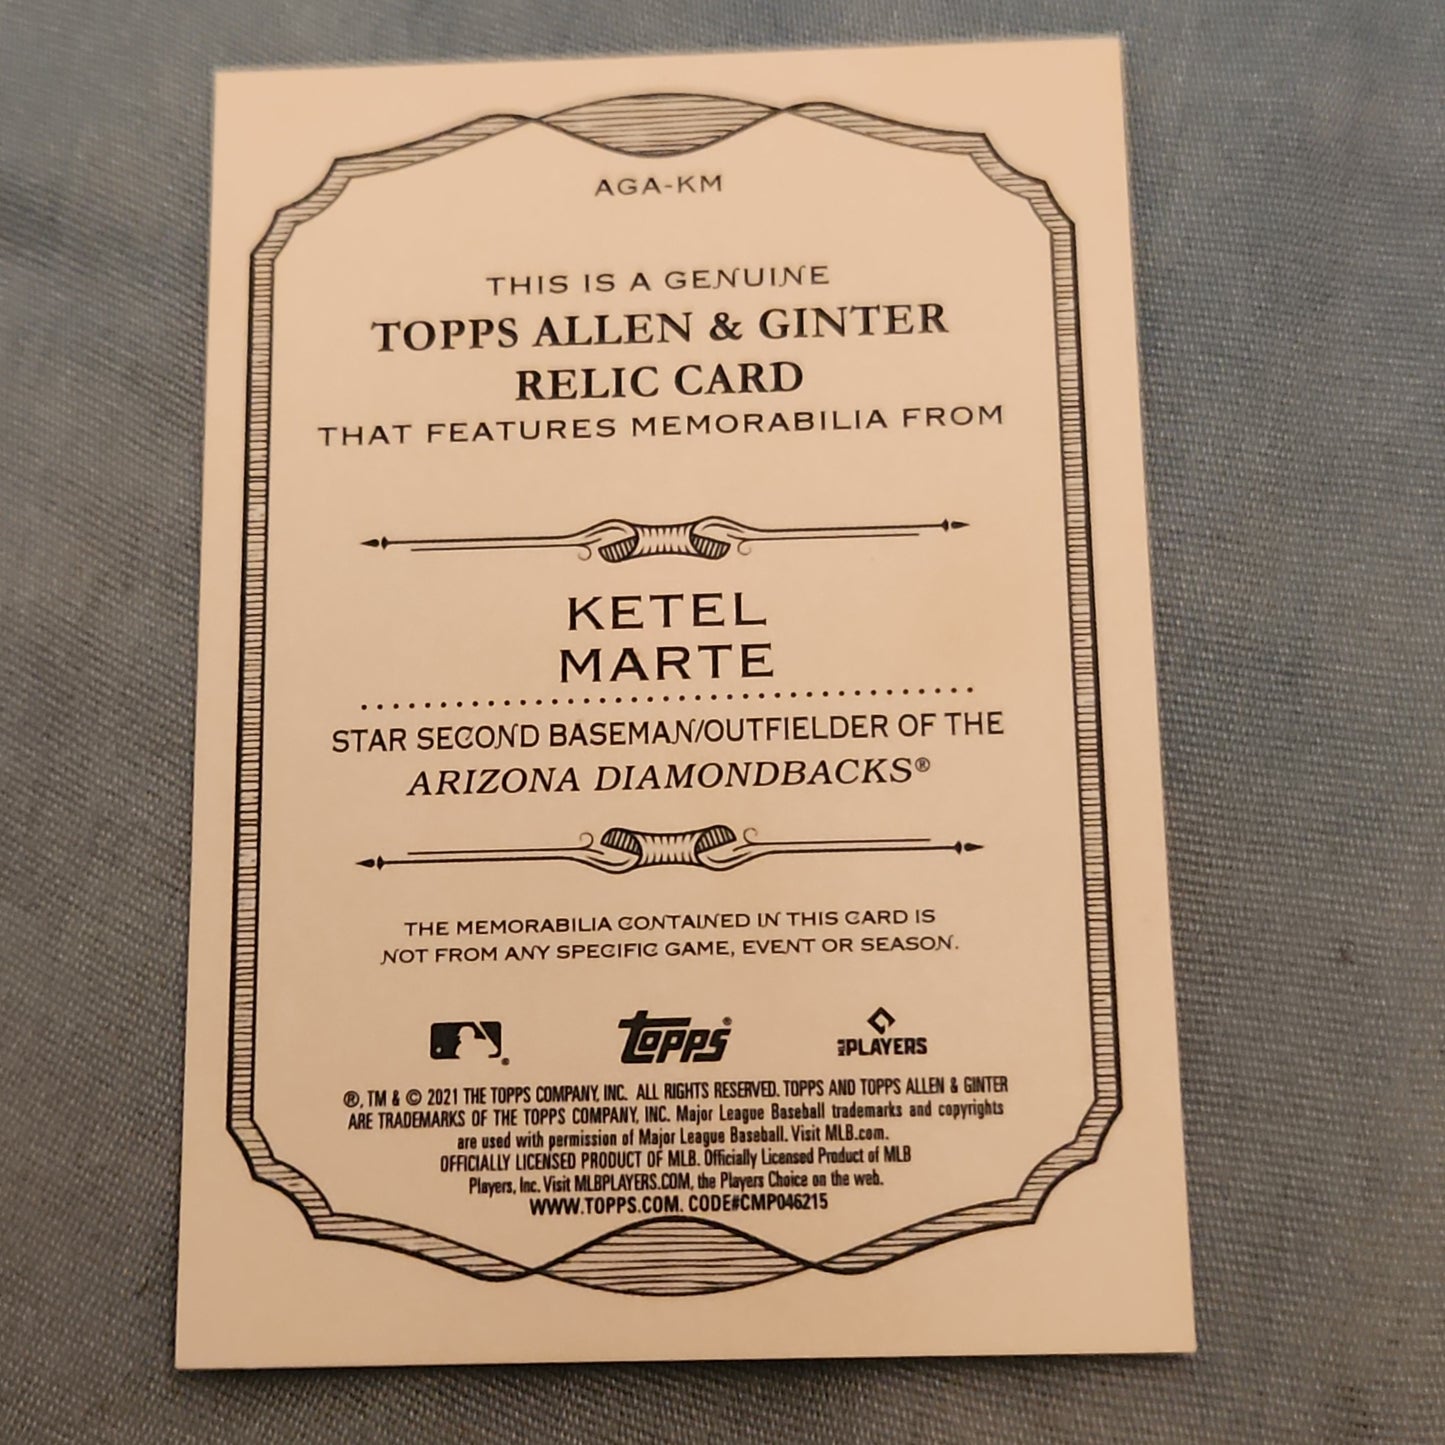 AGA-KM
THIS IS A GENUINE
TOPPS ALLEN & GINTER
RELIC CARD
THAT FEATURES MEMORABILIA FROM
KETEL
MARTE
STAR SECOND BASEMAN/OUTFIELDER OF THE
ARIZONA DIAMONDBACKS®
THE MEMORABILIA CONTAINED IN THIS CARD IS
NOT FROM ANY SPECIFIC GAME, EVENT OR SEASON.
® Topps® MLB PLAYERS
®, TM & © 2021 THE TOPPS COMPANY, INC. ALL RIGHTS RESERVED. TOPPS AND TOPPS ALLEN & GINTER
ARE TRADEMARKS OF THE TOPPS COMPANY, INC. Major League Baseball trademarks and copyrights
are used with permission of Major League Baseball. Visit MLB.com.
OFFICIALLY LICENSED PRODUCT OF MLB. Officially Licensed Product of MLB
Players, Inc. Visit MLBPLAYERS.COM, the Players Choice on the web.
WWW.TOPPS.COM. CODE#CMP046215